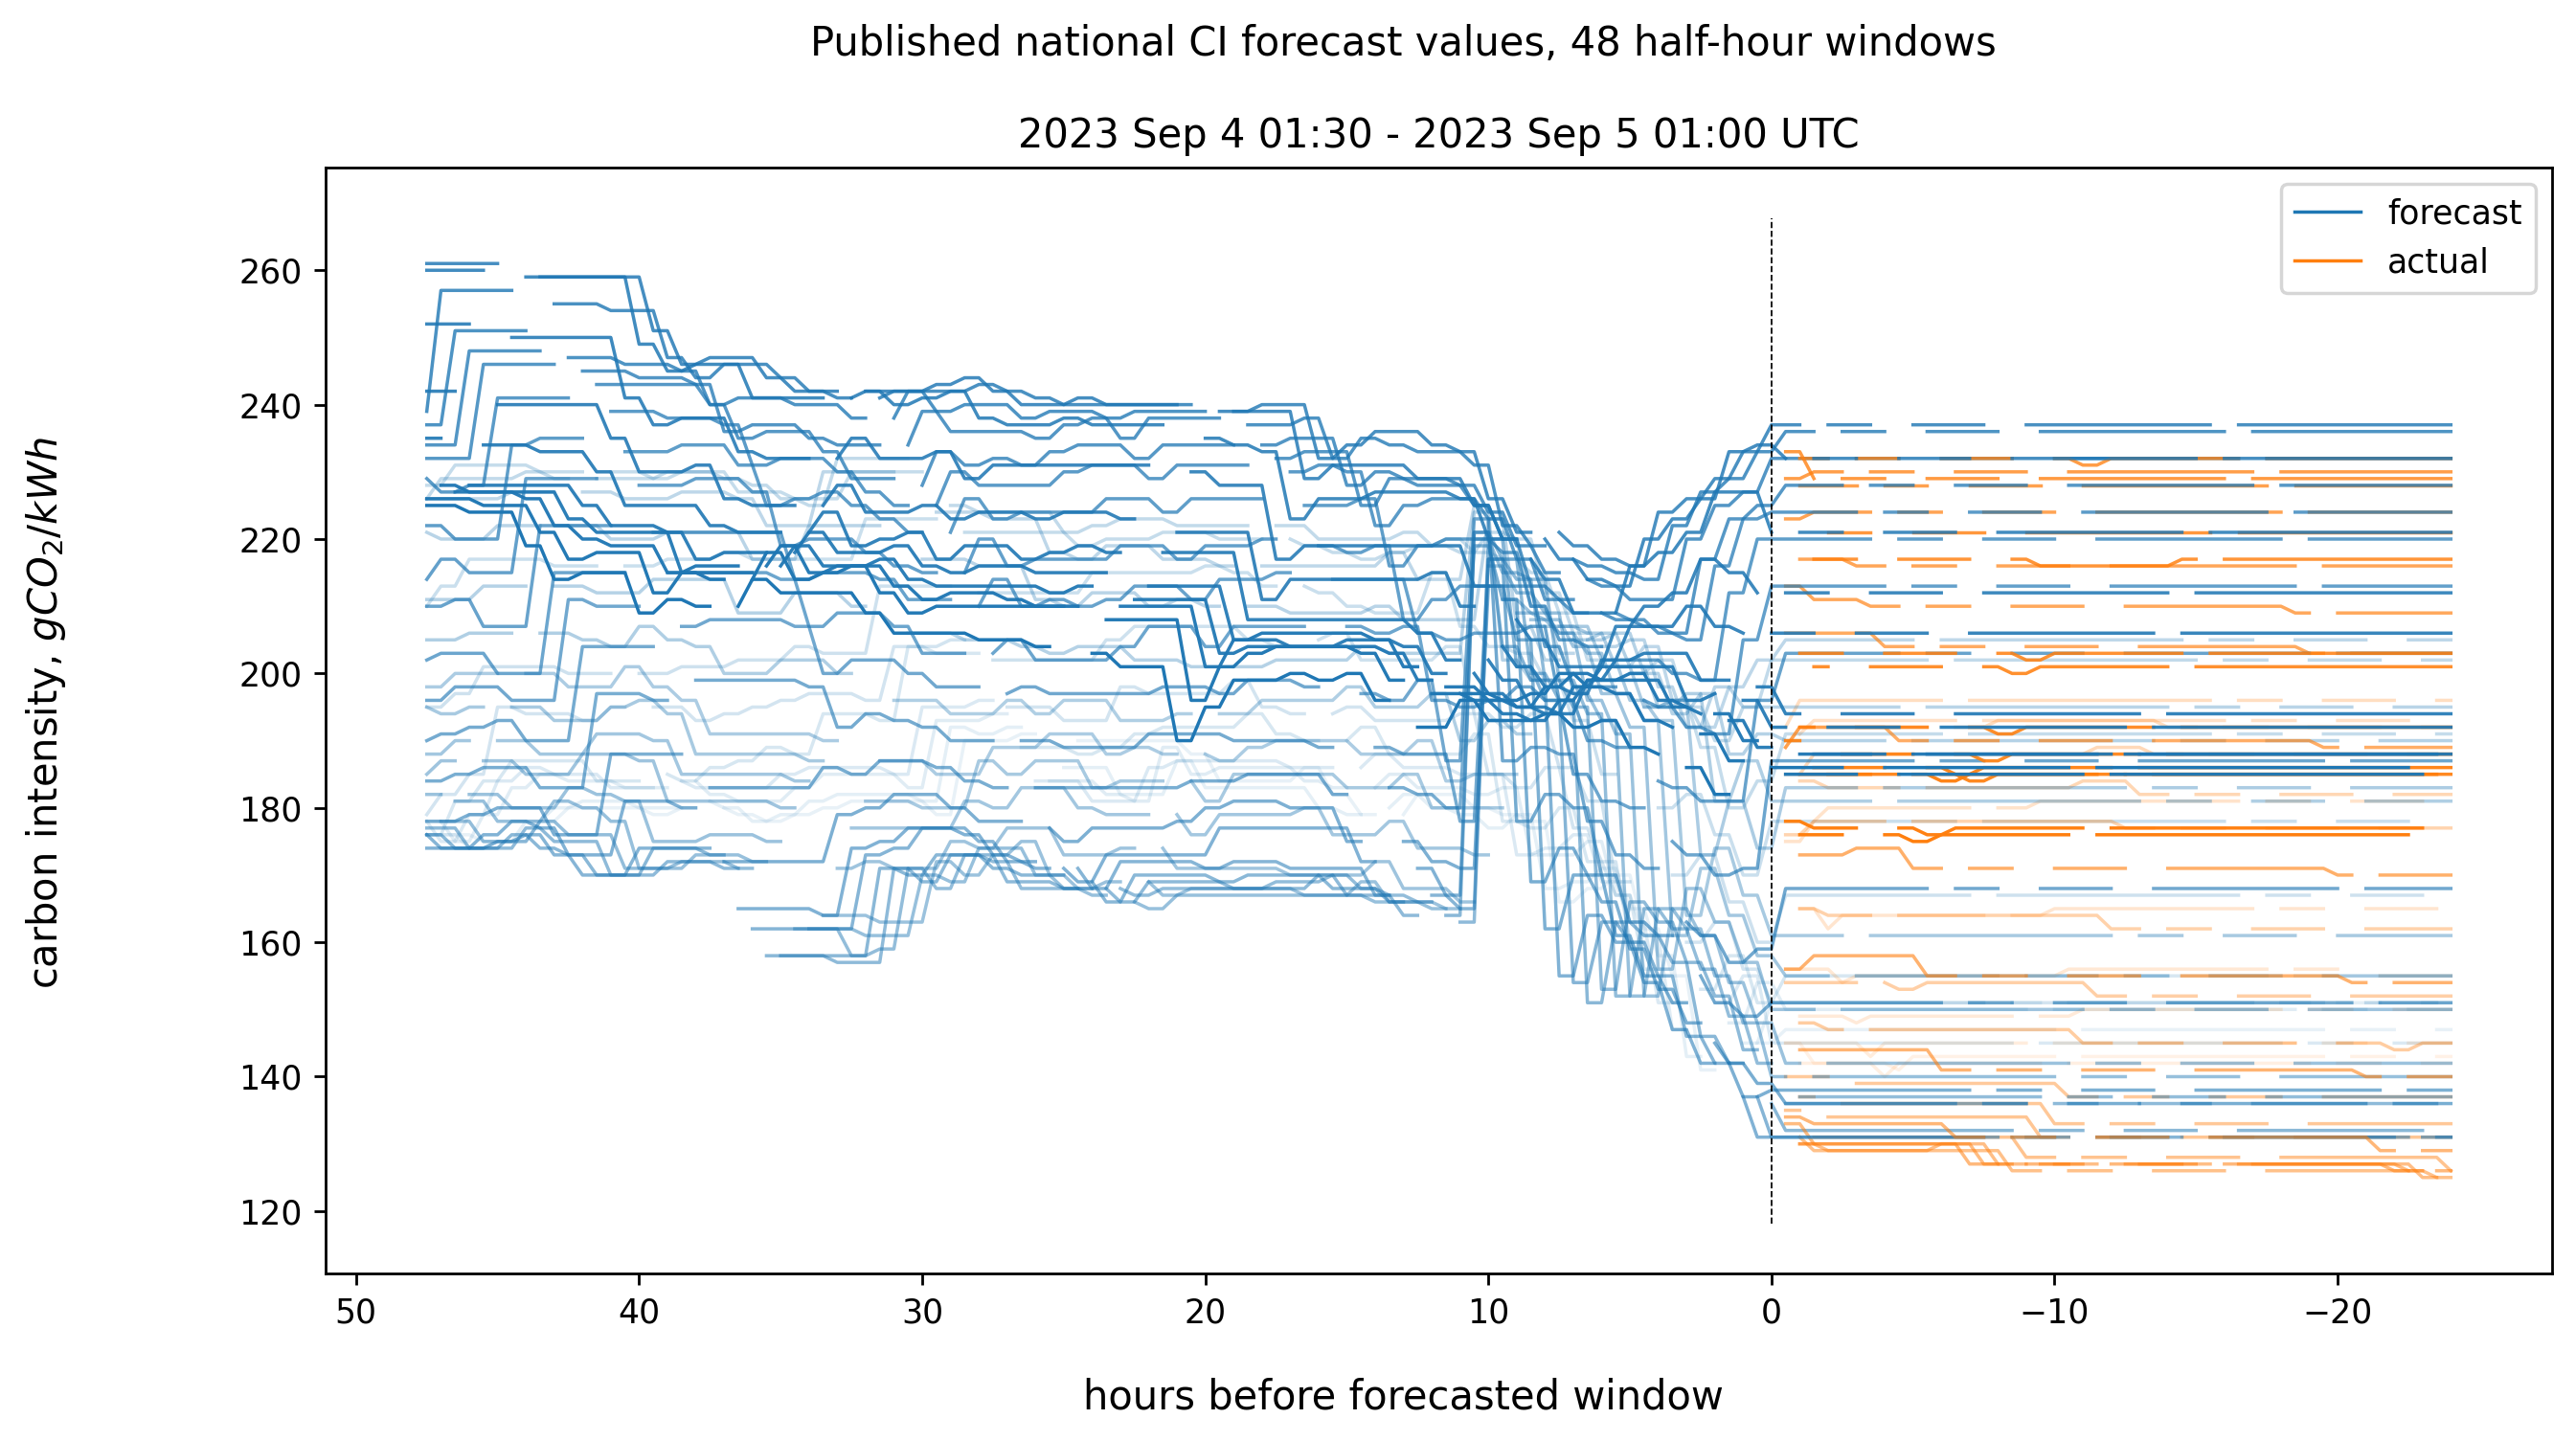 Published national CI forecast values, 48 half-hour windows
2023 Sep 4 01:30 - 2023 Sep 5 01:00 UTC
forecast
actual
260
240
220
200
180
160
140
120
carbon intensity, gCO₂/kWh
50 40 30 20 10 0 −10 −20
hours before forecasted window